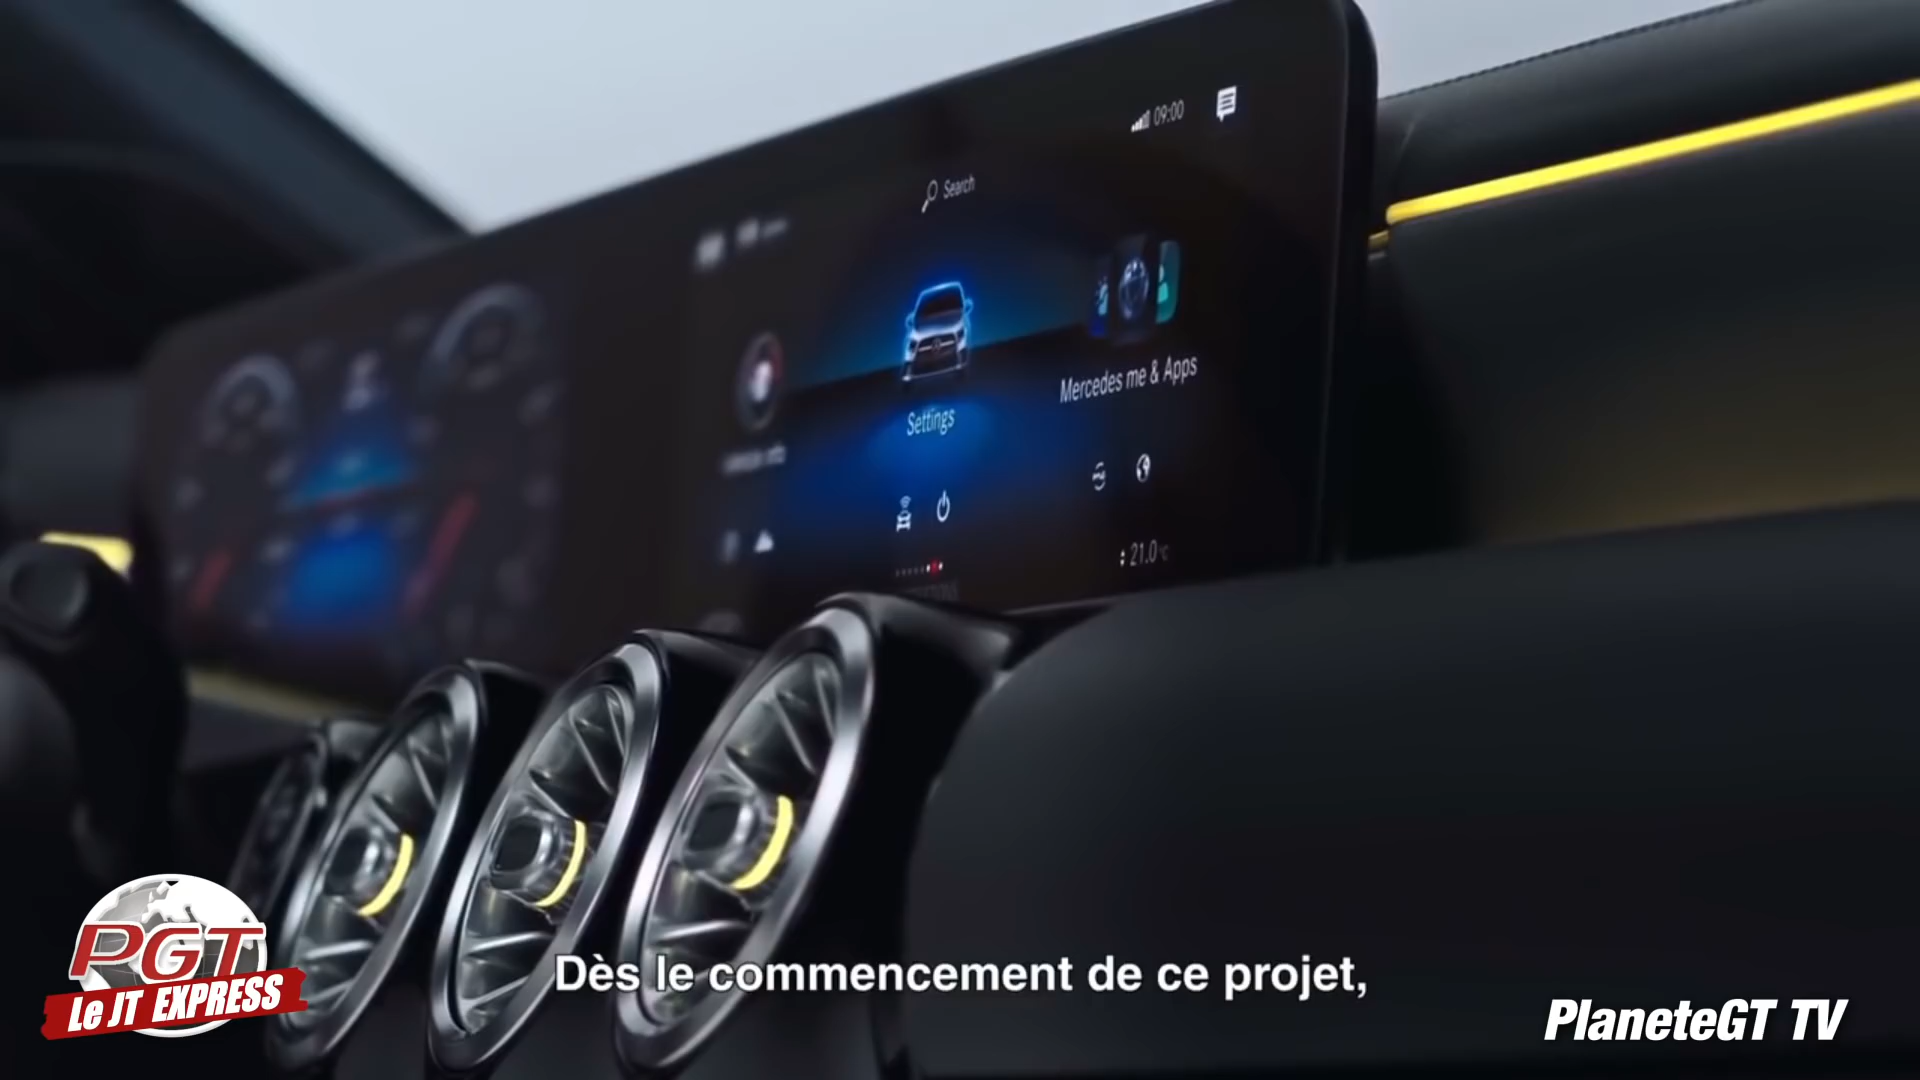 09:00
Search
Mercedes me & Apps
Settings
21.0°C
Dès le commencement de ce projet,
PGT
Le JT EXPRESS
PlaneteGT TV